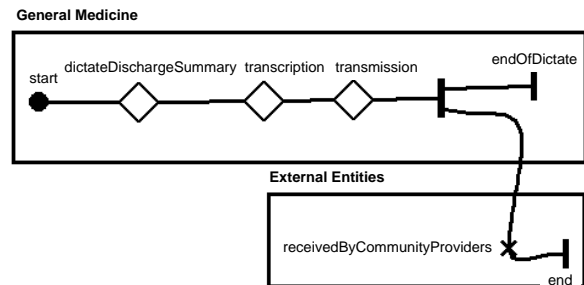 General Medicine
endOfDictate
dictateDischargeSummary transcription transmission
start
External Entities
receivedByCommunityProviders
end